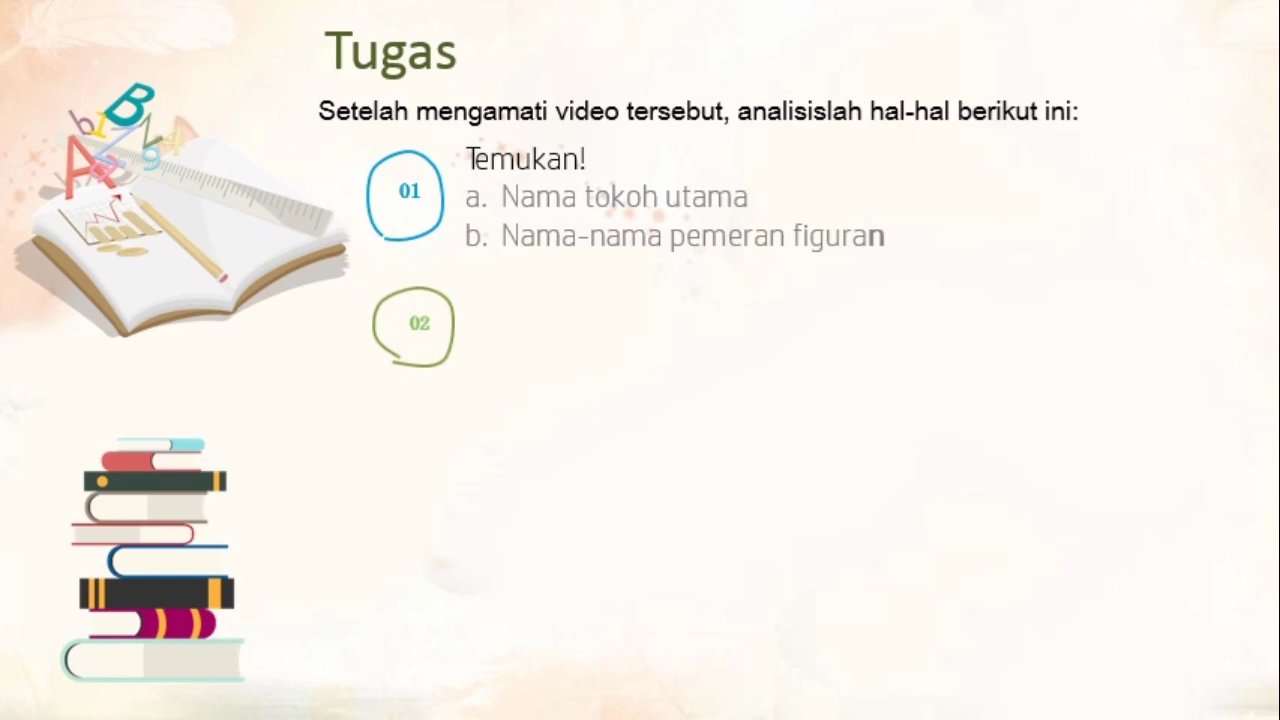 Tugas
Setelah mengamati video tersebut, analisislah hal-hal berikut ini:
01
Temukan!
a. Nama tokoh utama
b. Nama-nama pemeran figuran
02